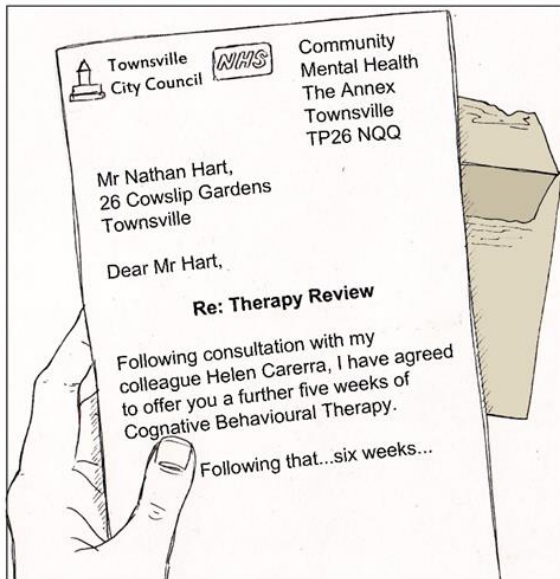 Townsville
City Council
NHS
Community
Mental Health
The Annex
Townsville
TP26 NQQ
Mr Nathan Hart,
26 Cowslip Gardens
Townsville
Dear Mr Hart,
Re: Therapy Review
Following consultation with my
colleague Helen Carerra, I have agreed
to offer you a further five weeks of
Cognative Behavioural Therapy.
Following that...six weeks...